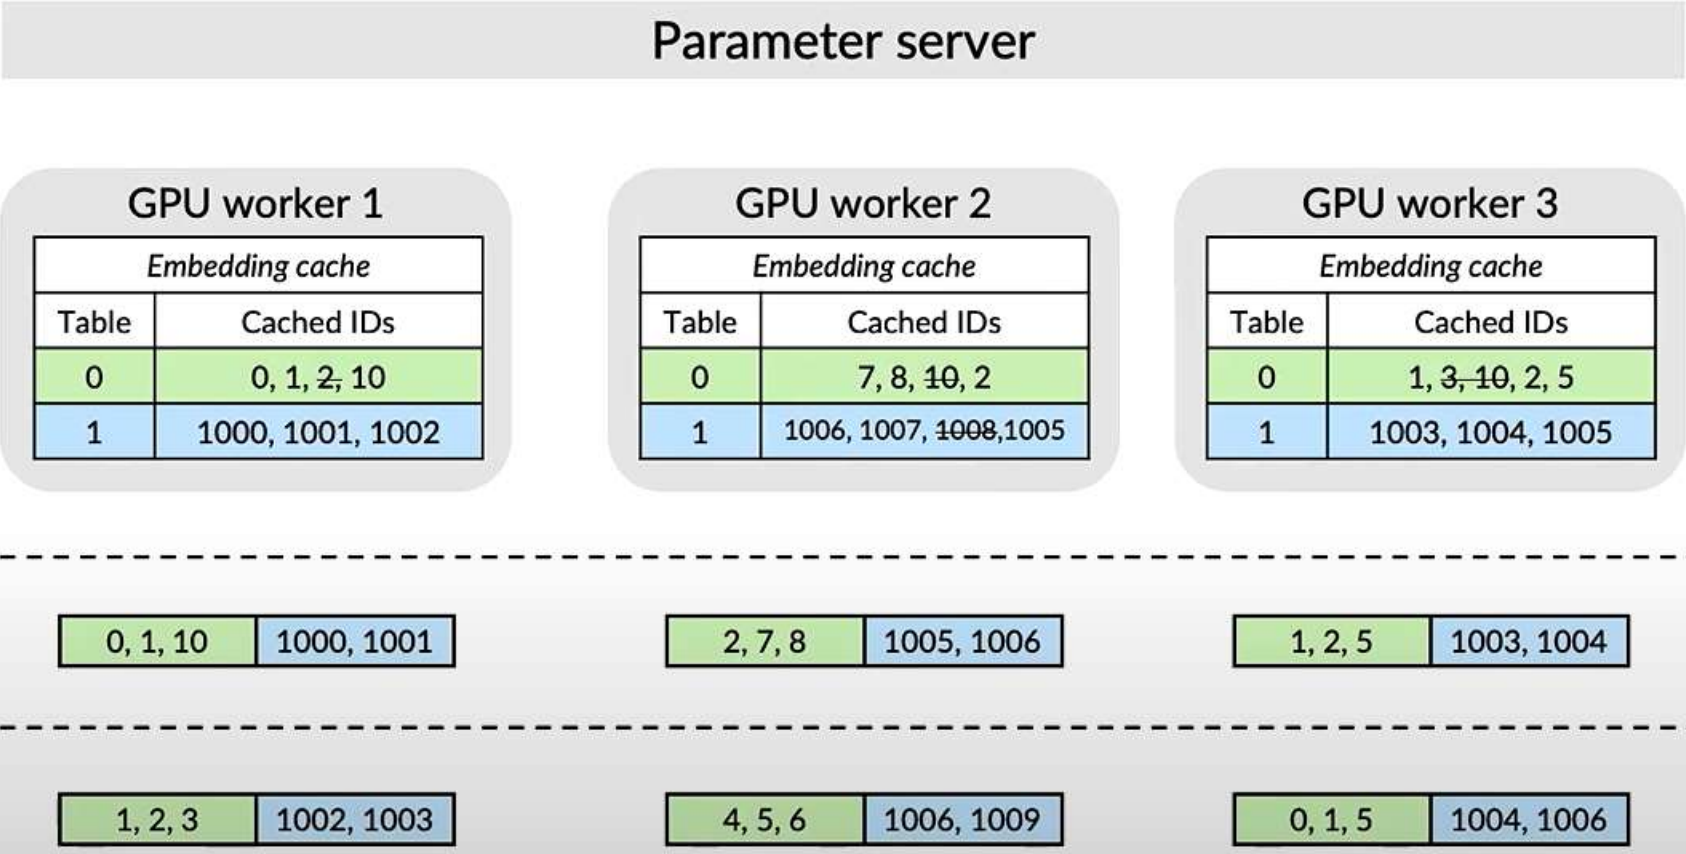 Parameter server
GPU worker 1
Embedding cache
Table Cached IDs
0 0, 1, 2, 10
1 1000, 1001, 1002
GPU worker 2
Embedding cache
Table Cached IDs
0 7, 8, 10, 2
1 1006, 1007, 1008,1005
GPU worker 3
Embedding cache
Table Cached IDs
0 1, 3, 10, 2, 5
1 1003, 1004, 1005
0, 1, 10 1000, 1001
2, 7, 8 1005, 1006
1, 2, 5 1003, 1004
1, 2, 3 1002, 1003
4, 5, 6 1006, 1009
0, 1, 5 1004, 1006